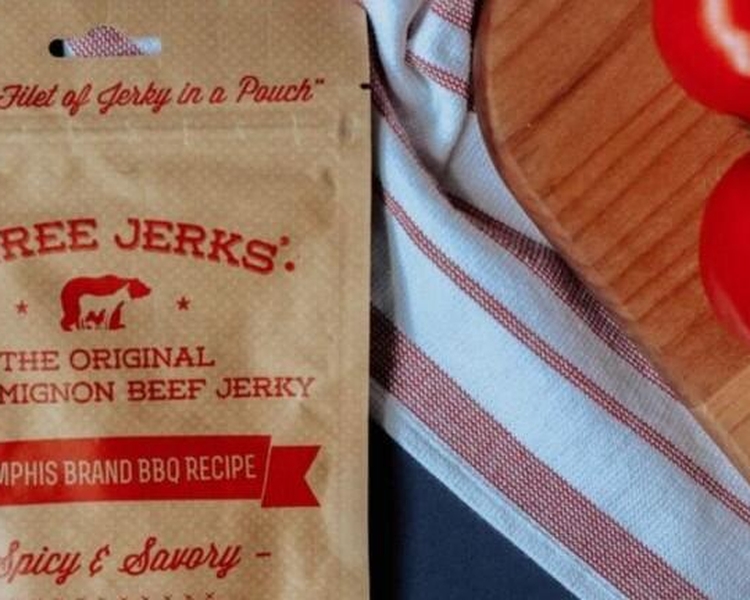 Filet of Jerky in a Pouch"
REE JERKS'.
THE ORIGINAL
MIGNON BEEF JERKY
MPHIS BRAND BBQ RECIPE
Spicy & Savory –